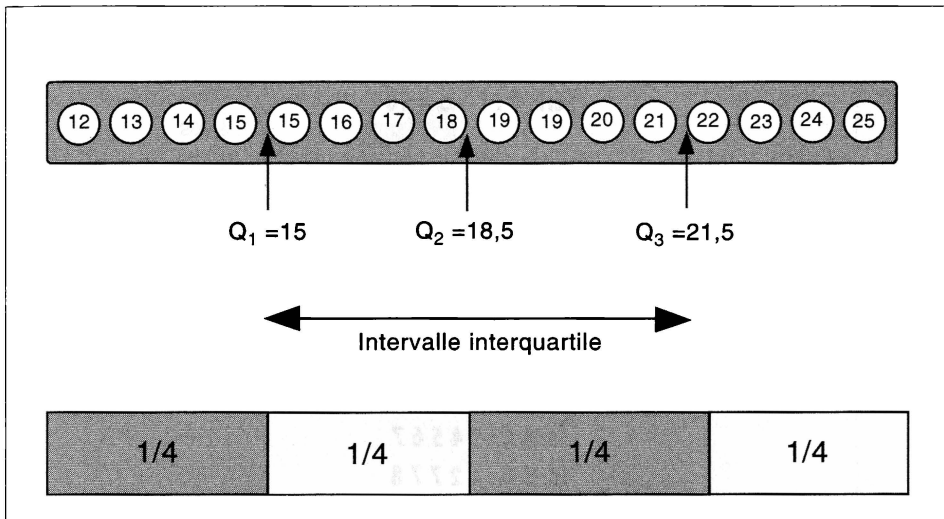 12 13 14 15 15 16 17 18 19 19 20 21 22 23 24 25
Q1 =15 Q2 =18,5 Q3 =21,5
Intervalle interquartile
1/4 1/4 1/4 1/4